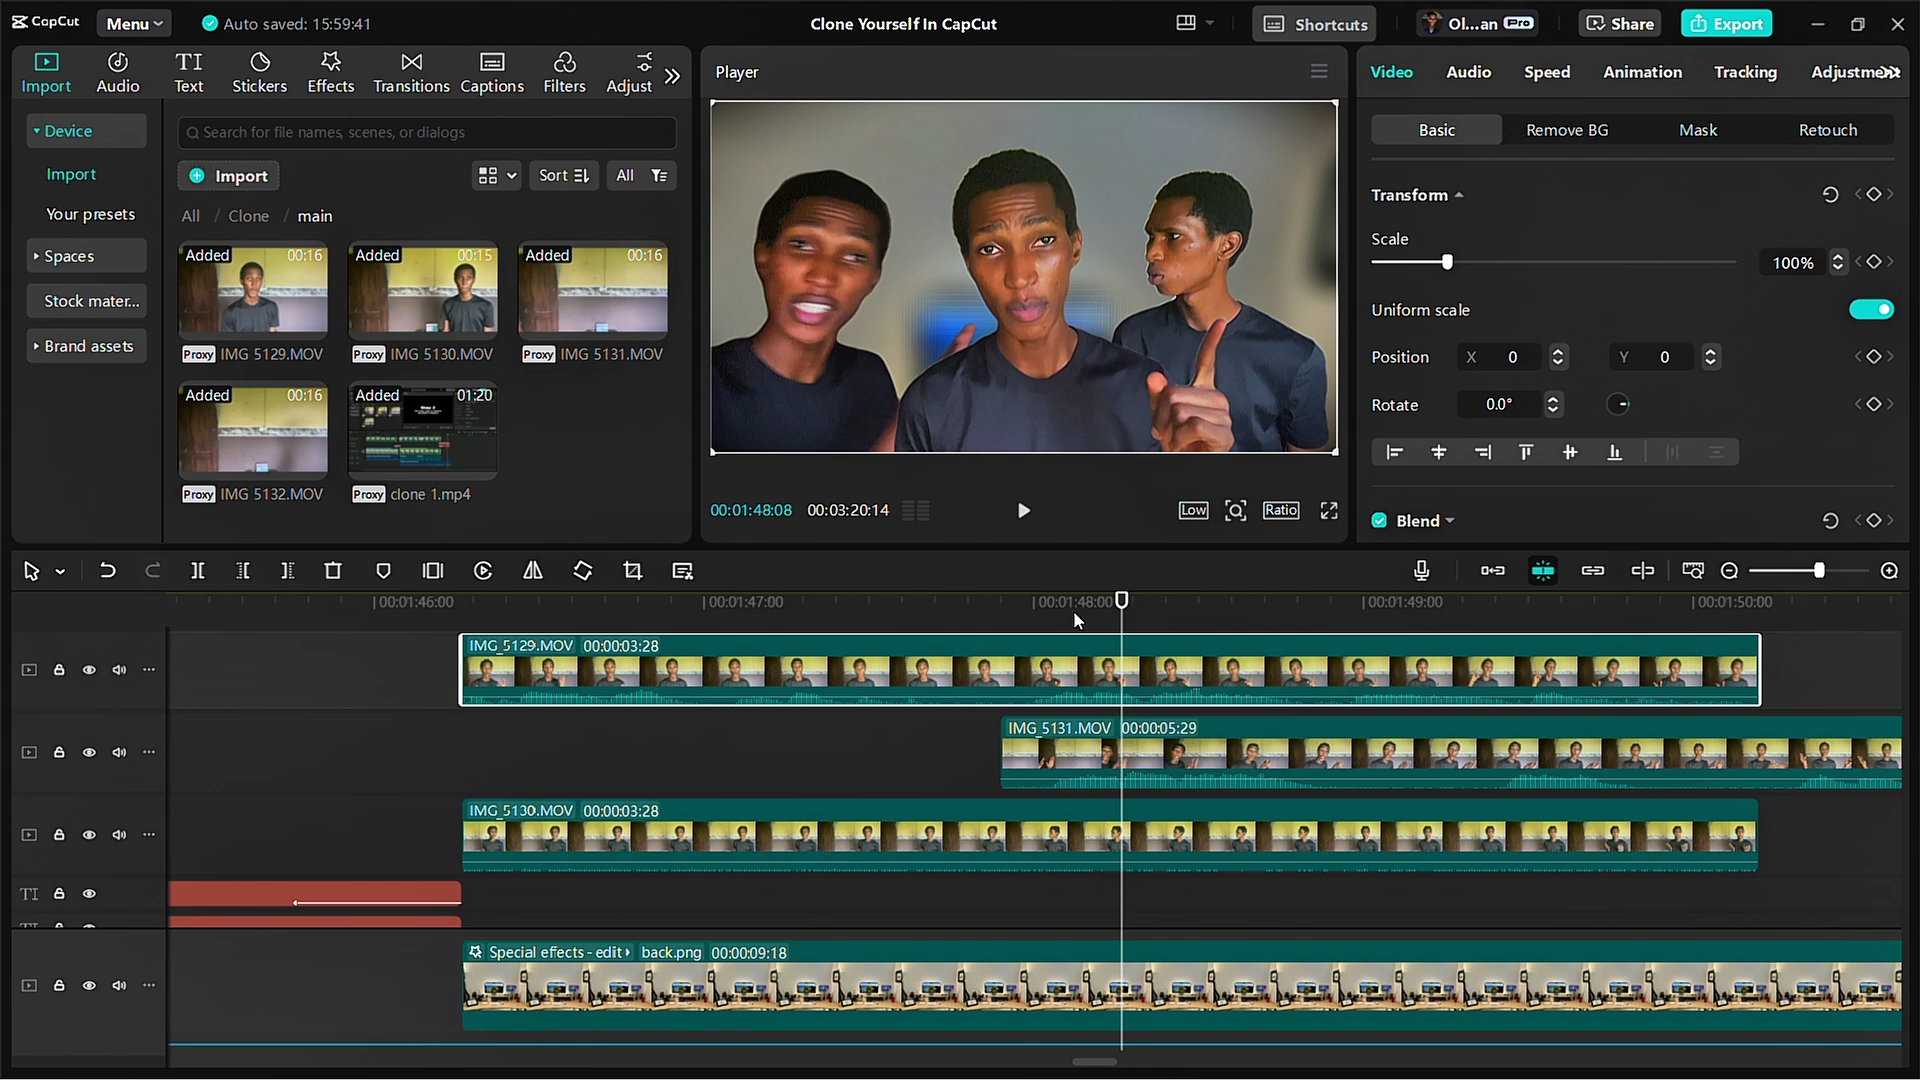 CapCut
Menu
Auto saved: 15:59:41
Clone Yourself In CapCut
Shortcuts
Ol...an Pro
Share
Export
Import
Audio
TI
Text
Stickers
Effects
Transitions
Captions
Filters
Adjust
Player
Video
Audio
Speed
Animation
Tracking
Adjustment
Device
Import
Your presets
Spaces
Stock mater...
Brand assets
Search for file names, scenes, or dialogs
Import
Sort
All
All / Clone / main
Added 00:16
Added 00:15
Added 00:16
Proxy IMG 5129.MOV
Proxy IMG 5130.MOV
Proxy IMG 5131.MOV
Added 00:16
Added 01:20
Proxy IMG 5132.MOV
Proxy clone 1.mp4
00:01:48:08 00:03:20:14
Low
Ratio
Basic
Remove BG
Mask
Retouch
Transform
Scale
100%
Uniform scale
Position X 0 Y 0
Rotate 0.0°
Blend
00:01:46:00
00:01:47:00
00:01:48:00
00:01:49:00
00:01:50:00
IMG_5129.MOV 00:00:03:28
IMG_5131.MOV 00:00:05:29
IMG_5130.MOV 00:00:03:28
TI
TI
Special effects - edit back.png 00:00:09:18